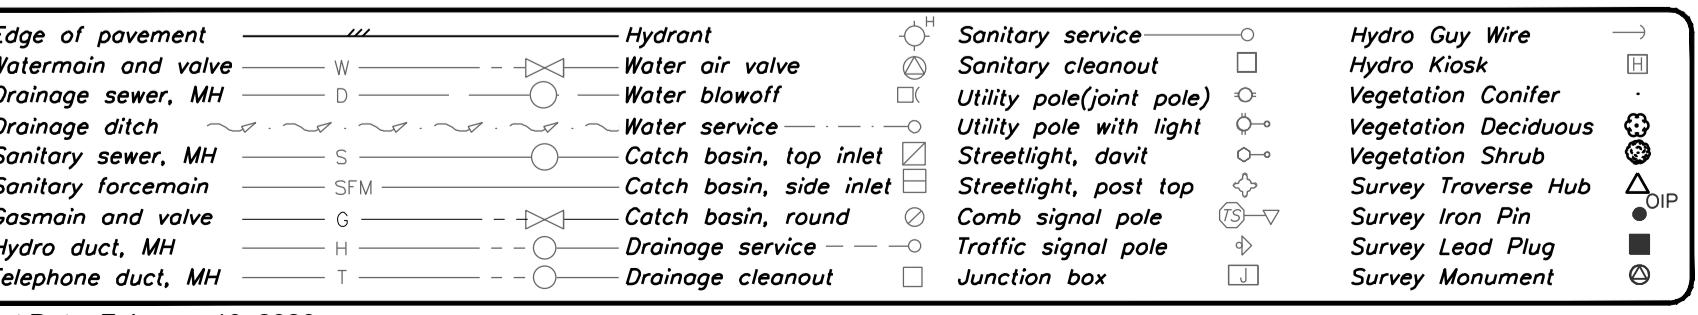 Edge of pavement
Watermain and valve W
Drainage sewer, MH D
Drainage ditch
Sanitary sewer, MH S
Sanitary forcemain SFM
Gasmain and valve G
Hydro duct, MH H
Telephone duct, MH T
Hydrant H
Water air valve
Water blowoff
Water service
Catch basin, top inlet
Catch basin, side inlet
Catch basin, round
Drainage service
Drainage cleanout
Sanitary service
Sanitary cleanout
Utility pole(joint pole)
Utility pole with light
Streetlight, davit
Streetlight, post top
Comb signal pole TS
Traffic signal pole
Junction box J
Hydro Guy Wire
Hydro Kiosk H
Vegetation Conifer
Vegetation Deciduous
Vegetation Shrub
Survey Traverse Hub
Survey Iron Pin OIP
Survey Lead Plug
Survey Monument